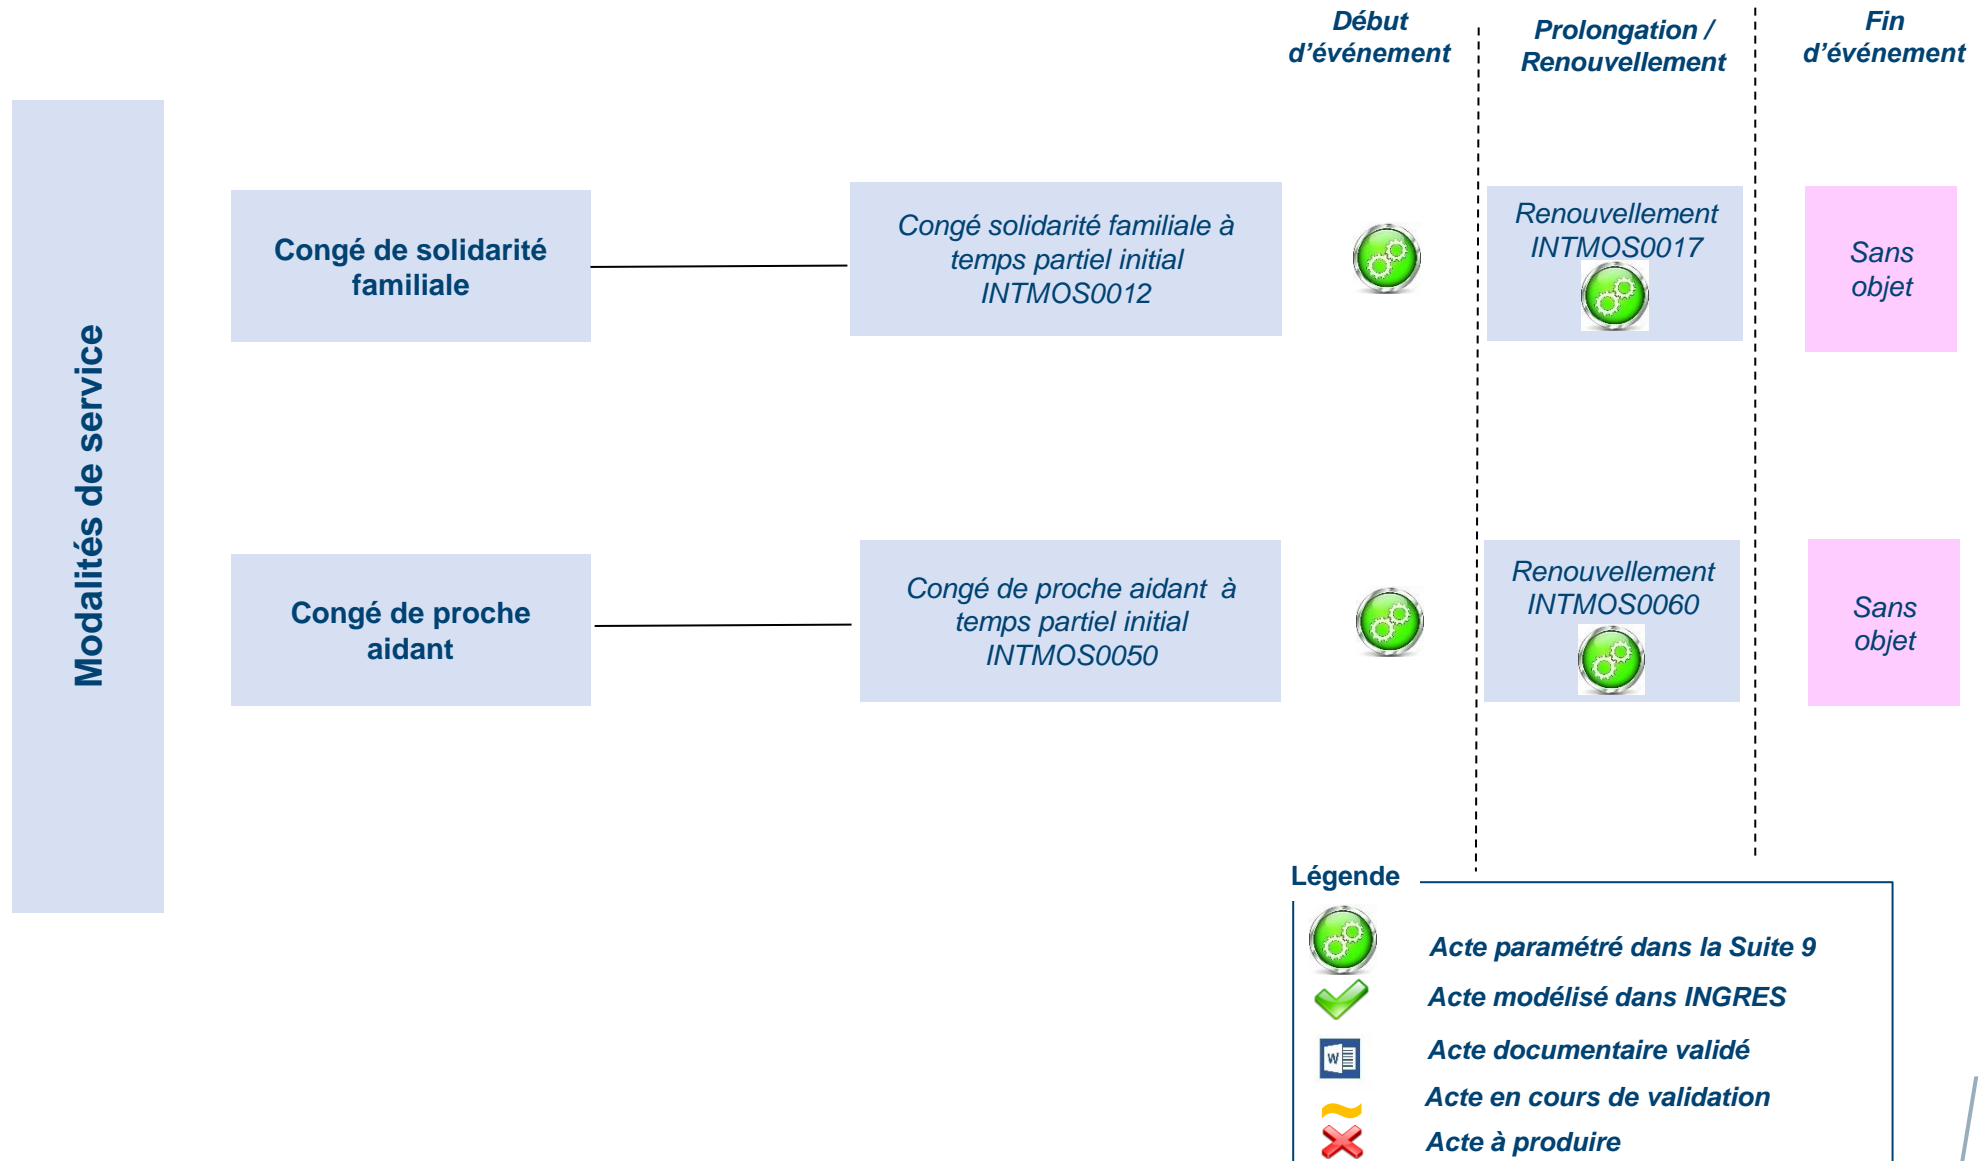 Début
d’événement
Prolongation /
Renouvellement
Fin
d’événement
Modalités de service
Congé de solidarité
familiale
Congé solidarité familiale à
temps partiel initial
INTMOS0012
Renouvellement
INTMOS0017
Sans
objet
Congé de proche
aidant
Congé de proche aidant  à
temps partiel initial
INTMOS0050
Renouvellement
INTMOS0060
Sans
objet
Légende
Acte paramétré dans la Suite 9
Acte modélisé dans INGRES
W
Acte documentaire validé
Acte en cours de validation
Acte à produire